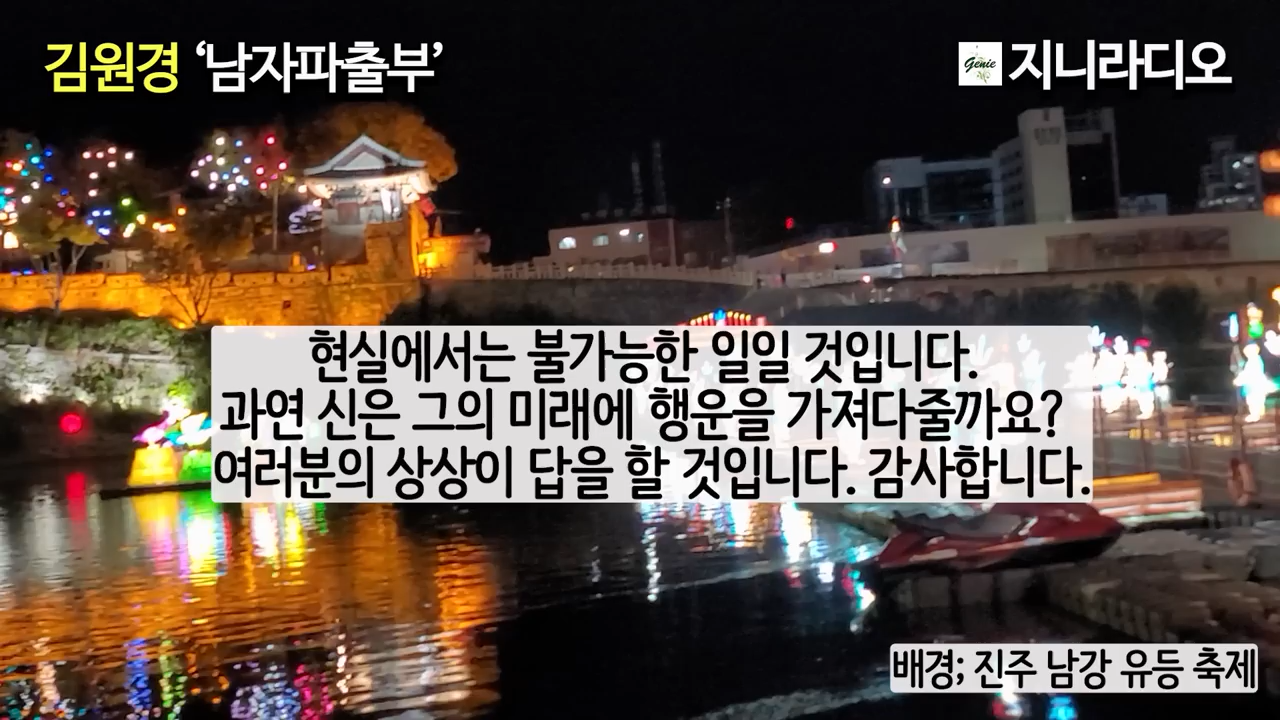 김원경 ‘남자파출부’
Genie 지니라디오
현실에서는 불가능한 일일 것입니다.
과연 신은 그의 미래에 행운을 가져다줄까요?
여러분의 상상이 답을 할 것입니다. 감사합니다.
배경; 진주 남강 유등 축제